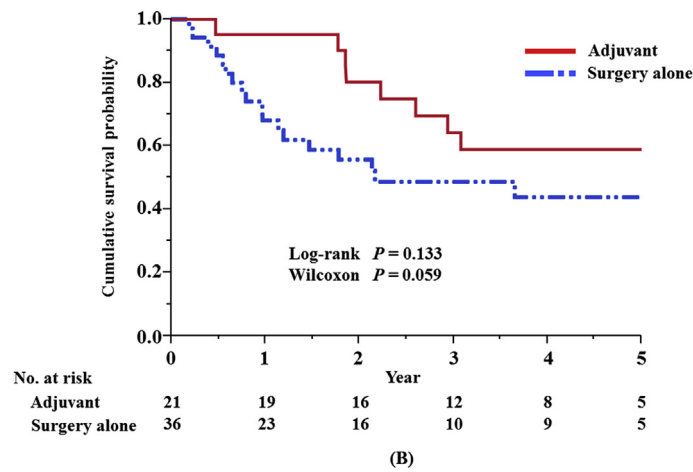 Cumulative survival probability
1.0
0.8
0.6
0.4
0.2
0.0
Adjuvant
Surgery alone
Log-rank P = 0.133
Wilcoxon P = 0.059
0 1 2 3 4 5
Year
No. at risk
Adjuvant 21 19 16 12 8 5
Surgery alone 36 23 16 10 9 5
(B)